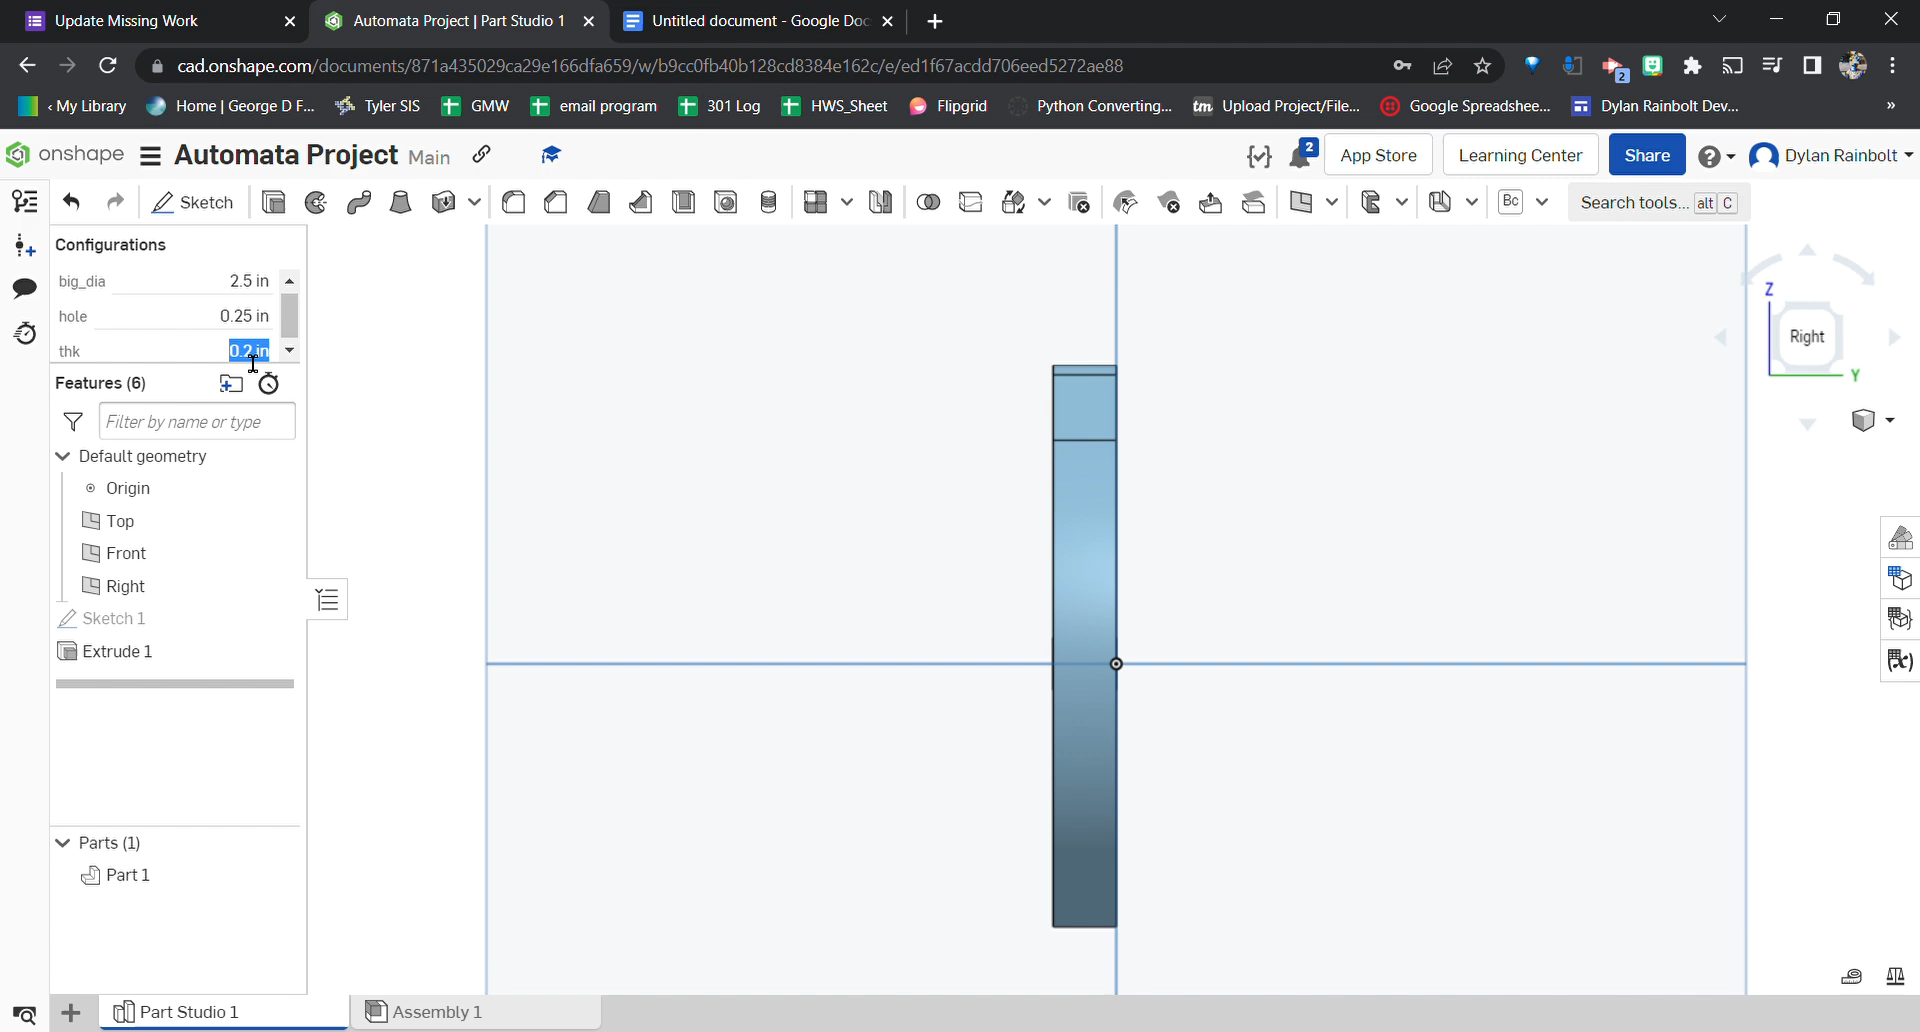 Update Missing Work
Automata Project | Part Studio 1
Untitled document - Google Doc
cad.onshape.com/documents/871a435029ca29e166dfa659/w/b9cc0fb40b128cd8384e162c/e/ed1f67acdd706eed5272ae88
2
‹ My Library
Home | George D F...
Tyler SIS
GMW
email program
301 Log
HWS_Sheet
Flipgrid
Python Converting...
tm Upload Project/File...
Google Spreadshee...
Dylan Rainbolt Dev...
»
onshape
Automata Project Main
2
App Store
Learning Center
Share
Dylan Rainbolt
Sketch
Bc
Search tools... alt C
Configurations
big_dia 2.5 in
hole 0.25 in
thk 0.2 in
Features (6)
Filter by name or type
Default geometry
Origin
Top
Front
Right
Sketch 1
Extrude 1
Parts (1)
Part 1
Z
Right
Y
(x)
Part Studio 1
Assembly 1